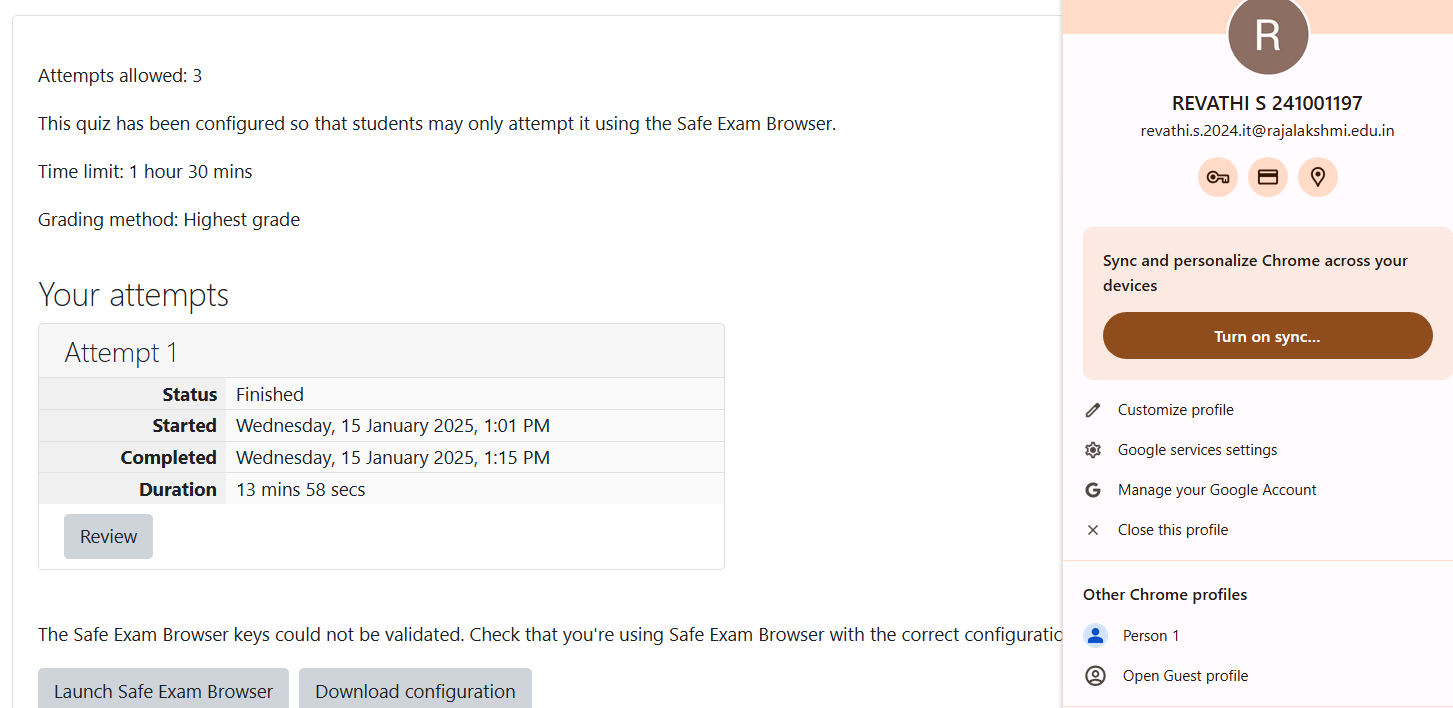 Attempts allowed: 3
This quiz has been configured so that students may only attempt it using the Safe Exam Browser.
Time limit: 1 hour 30 mins
Grading method: Highest grade
Your attempts
Attempt 1
Status Finished
Started Wednesday, 15 January 2025, 1:01 PM
Completed Wednesday, 15 January 2025, 1:15 PM
Duration 13 mins 58 secs
Review
The Safe Exam Browser keys could not be validated. Check that you're using Safe Exam Browser with the correct configuratio
Launch Safe Exam Browser
Download configuration
R
REVATHI S 241001197
revathi.s.2024.it@rajalakshmi.edu.in
Sync and personalize Chrome across your
devices
Turn on sync...
Customize profile
Google services settings
G Manage your Google Account
Close this profile
Other Chrome profiles
Person 1
Open Guest profile